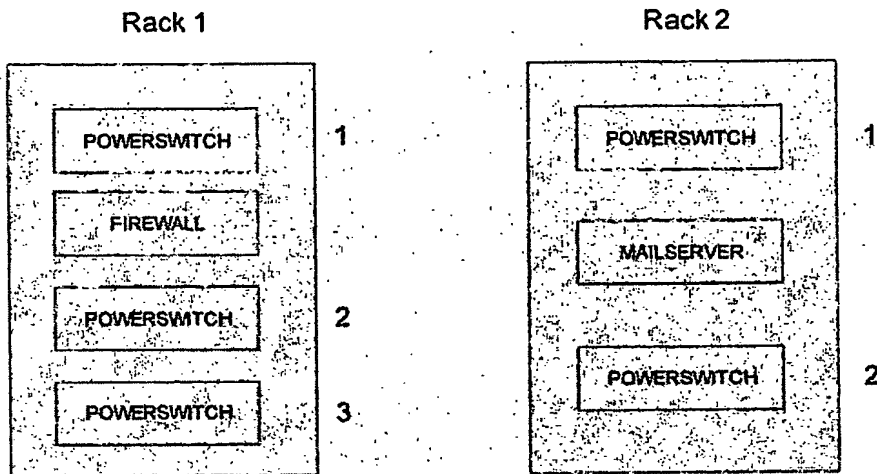 Rack 1
POWERSWITCH 1
FIREWALL
POWERSWITCH 2
POWERSWITCH 3
Rack 2
POWERSWITCH 1
MAILSERVER
POWERSWITCH 2